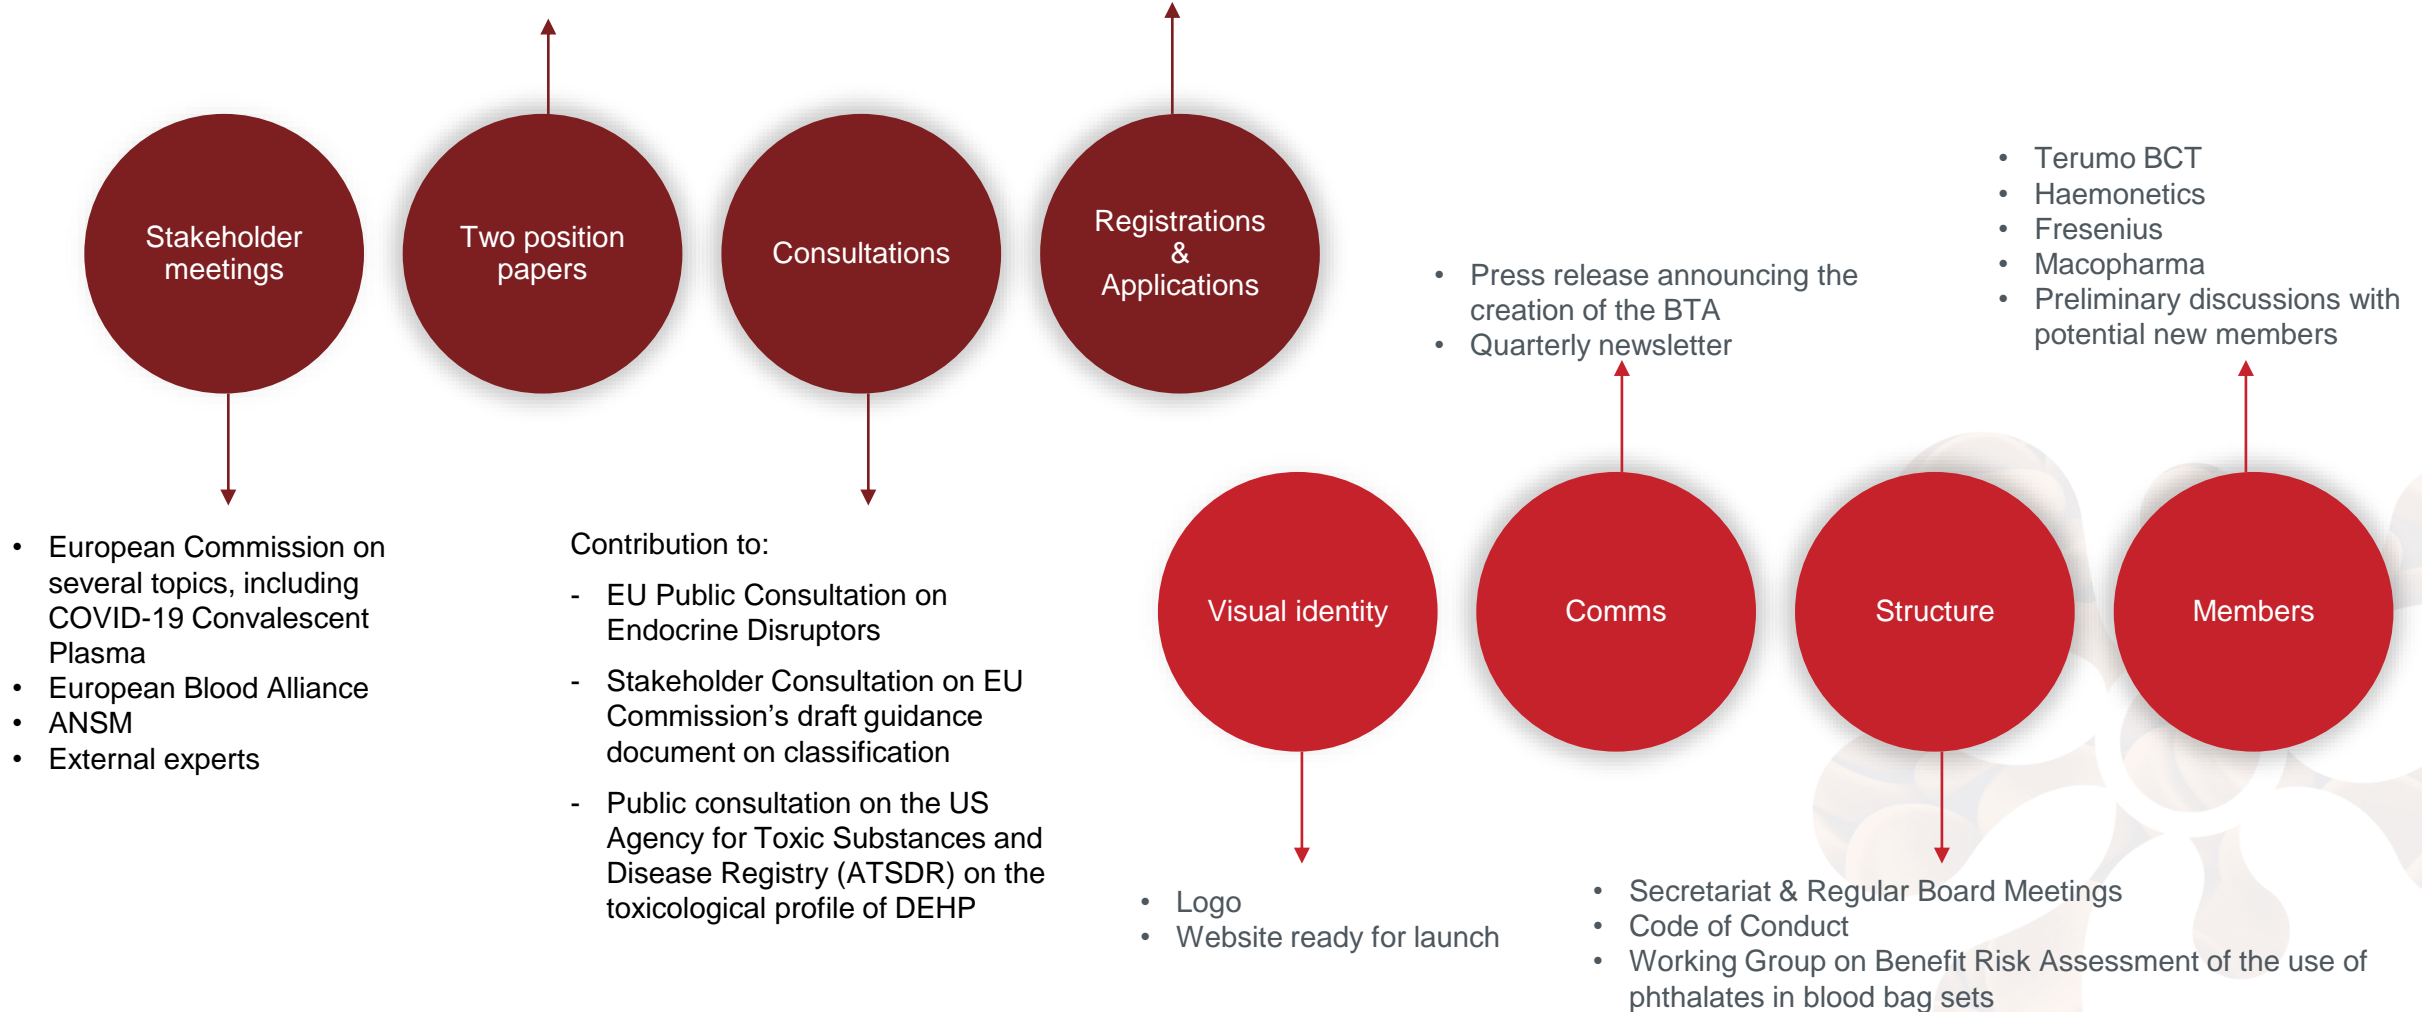 Stakeholder
meetings
Two position
papers
Consultations
Registrations
&
Applications
• European Commission on
several topics, including
COVID-19 Convalescent
Plasma
• European Blood Alliance
• ANSM
• External experts
Contribution to:
- EU Public Consultation on
Endocrine Disruptors
- Stakeholder Consultation on EU
Commission’s draft guidance
document on classification
- Public consultation on the US
Agency for Toxic Substances and
Disease Registry (ATSDR) on the
toxicological profile of DEHP
• Press release announcing the
creation of the BTA
• Quarterly newsletter
• Terumo BCT
• Haemonetics
• Fresenius
• Macopharma
• Preliminary discussions with
potential new members
Visual identity
Comms
Structure
Members
• Logo
• Website ready for launch
• Secretariat & Regular Board Meetings
• Code of Conduct
• Working Group on Benefit Risk Assessment of the use of
phthalates in blood bag sets